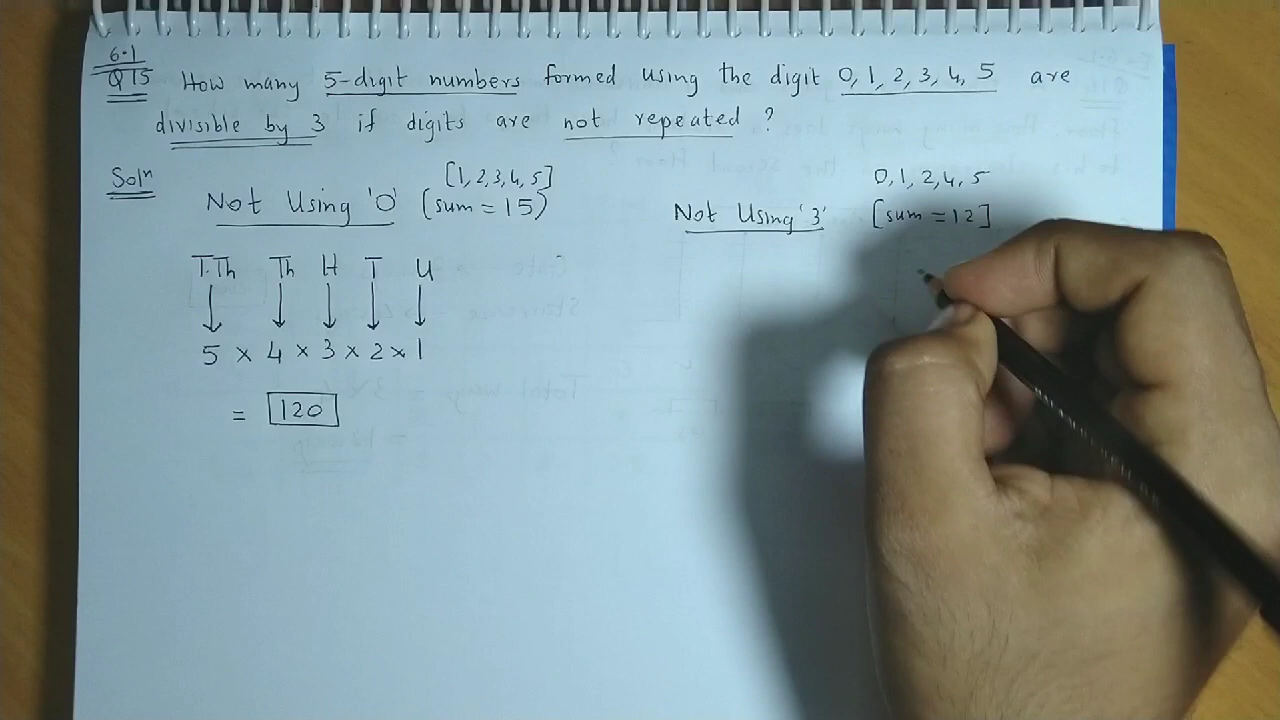 6.1
Q15 How many 5-digit numbers formed using the digit 0, 1, 2, 3, 4, 5 are
divisible by 3 if digits are not repeated ?
Solⁿ
[1, 2, 3, 4, 5]
Not Using '0' (sum = 15)
T.Th Th H T U
5 × 4 × 3 × 2 × 1
= 120
0, 1, 2, 4, 5
Not Using '3' [sum = 12]